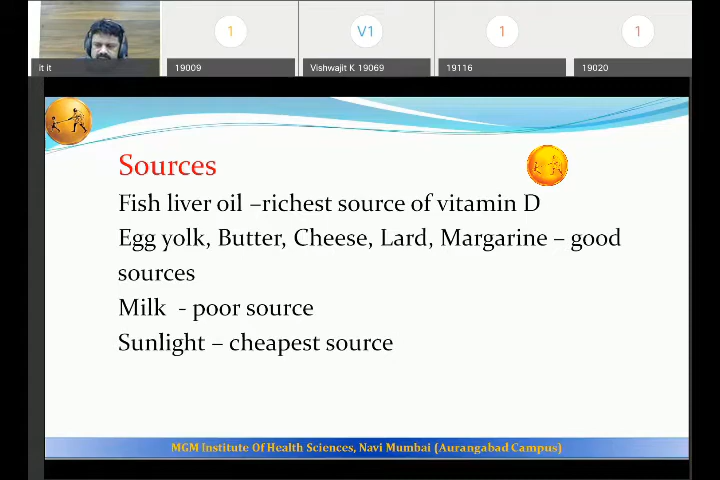 1
V1
1
1
it it
19009
Vishwajit K 19069
19116
19020
Sources
Fish liver oil –richest source of vitamin D
Egg yolk, Butter, Cheese, Lard, Margarine – good
sources
Milk - poor source
Sunlight – cheapest source
MGM Institute Of Health Sciences, Navi Mumbai (Aurangabad Campus)